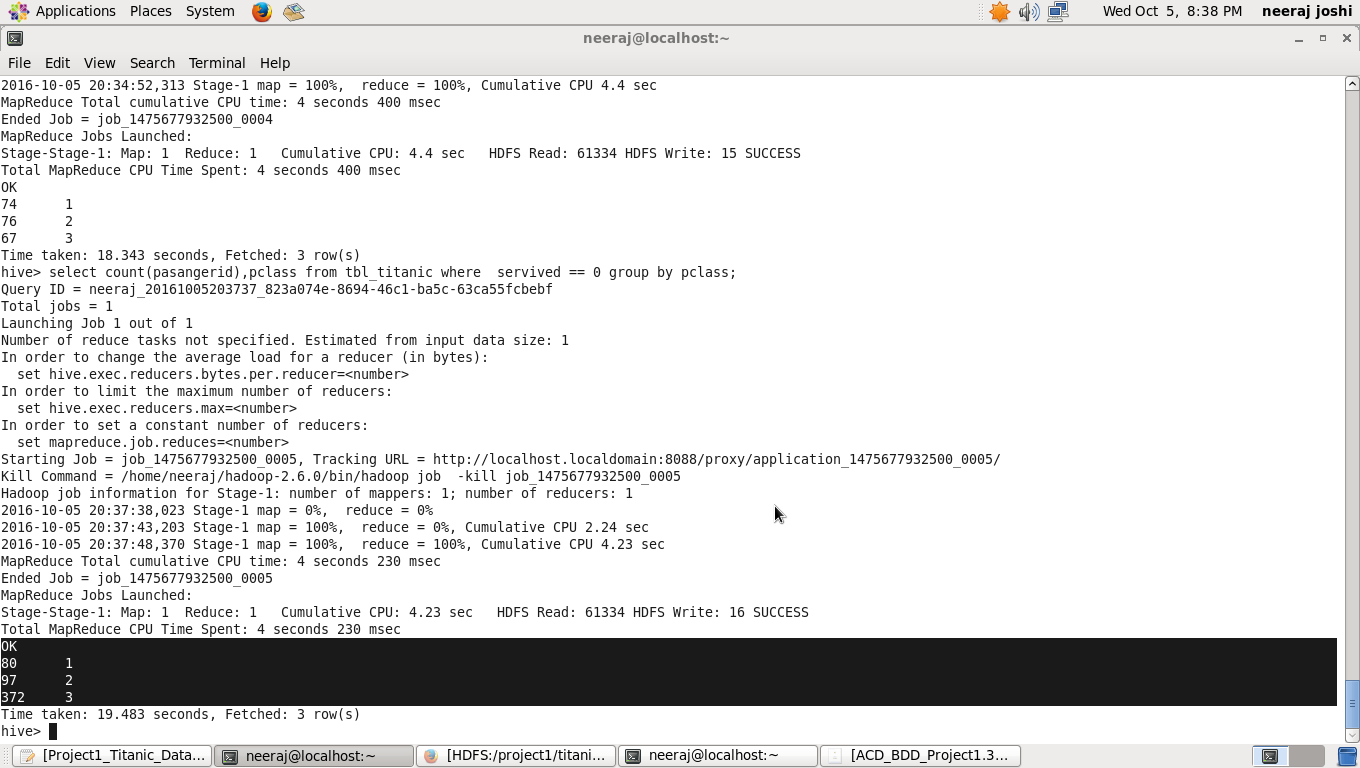 Applications Places System Wed Oct 5, 8:38 PM neeraj joshi
neeraj@localhost:~
File Edit View Search Terminal Help
2016-10-05 20:34:52,313 Stage-1 map = 100%,  reduce = 100%, Cumulative CPU 4.4 sec
MapReduce Total cumulative CPU time: 4 seconds 400 msec
Ended Job = job_1475677932500_0004
MapReduce Jobs Launched:
Stage-Stage-1: Map: 1  Reduce: 1   Cumulative CPU: 4.4 sec   HDFS Read: 61334 HDFS Write: 15 SUCCESS
Total MapReduce CPU Time Spent: 4 seconds 400 msec
OK
74      1
76      2
67      3
Time taken: 18.343 seconds, Fetched: 3 row(s)
hive> select count(pasangerid),pclass from tbl_titanic where  servived == 0 group by pclass;
Query ID = neeraj_20161005203737_823a074e-8694-46c1-ba5c-63ca55fcbebf
Total jobs = 1
Launching Job 1 out of 1
Number of reduce tasks not specified. Estimated from input data size: 1
In order to change the average load for a reducer (in bytes):
  set hive.exec.reducers.bytes.per.reducer=<number>
In order to limit the maximum number of reducers:
  set hive.exec.reducers.max=<number>
In order to set a constant number of reducers:
  set mapreduce.job.reduces=<number>
Starting Job = job_1475677932500_0005, Tracking URL = http://localhost.localdomain:8088/proxy/application_1475677932500_0005/
Kill Command = /home/neeraj/hadoop-2.6.0/bin/hadoop job  -kill job_1475677932500_0005
Hadoop job information for Stage-1: number of mappers: 1; number of reducers: 1
2016-10-05 20:37:38,023 Stage-1 map = 0%,  reduce = 0%
2016-10-05 20:37:43,203 Stage-1 map = 100%,  reduce = 0%, Cumulative CPU 2.24 sec
2016-10-05 20:37:48,370 Stage-1 map = 100%,  reduce = 100%, Cumulative CPU 4.23 sec
MapReduce Total cumulative CPU time: 4 seconds 230 msec
Ended Job = job_1475677932500_0005
MapReduce Jobs Launched:
Stage-Stage-1: Map: 1  Reduce: 1   Cumulative CPU: 4.23 sec   HDFS Read: 61334 HDFS Write: 16 SUCCESS
Total MapReduce CPU Time Spent: 4 seconds 230 msec
OK
80      1
97      2
372     3
Time taken: 19.483 seconds, Fetched: 3 row(s)
hive>
[Project1_Titanic_Data... neeraj@localhost:~ [HDFS:/project1/titani... neeraj@localhost:~ [ACD_BDD_Project1.3...